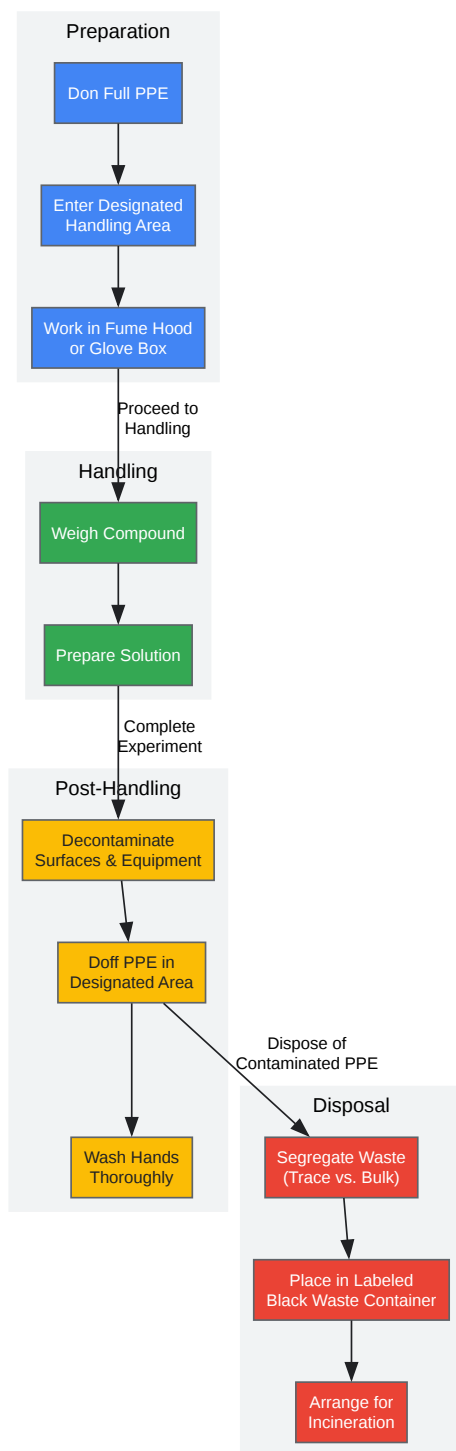 Preparation
Don Full PPE
Enter Designated
Handling Area
Work in Fume Hood
or Glove Box
Proceed to
Handling
Handling
Weigh Compound
Prepare Solution
Complete
Experiment
Post-Handling
Decontaminate
Surfaces & Equipment
Doff PPE in
Designated Area
Dispose of
Contaminated PPE
Wash Hands
Thoroughly
Disposal
Segregate Waste
(Trace vs. Bulk)
Place in Labeled
Black Waste Container
Arrange for
Incineration